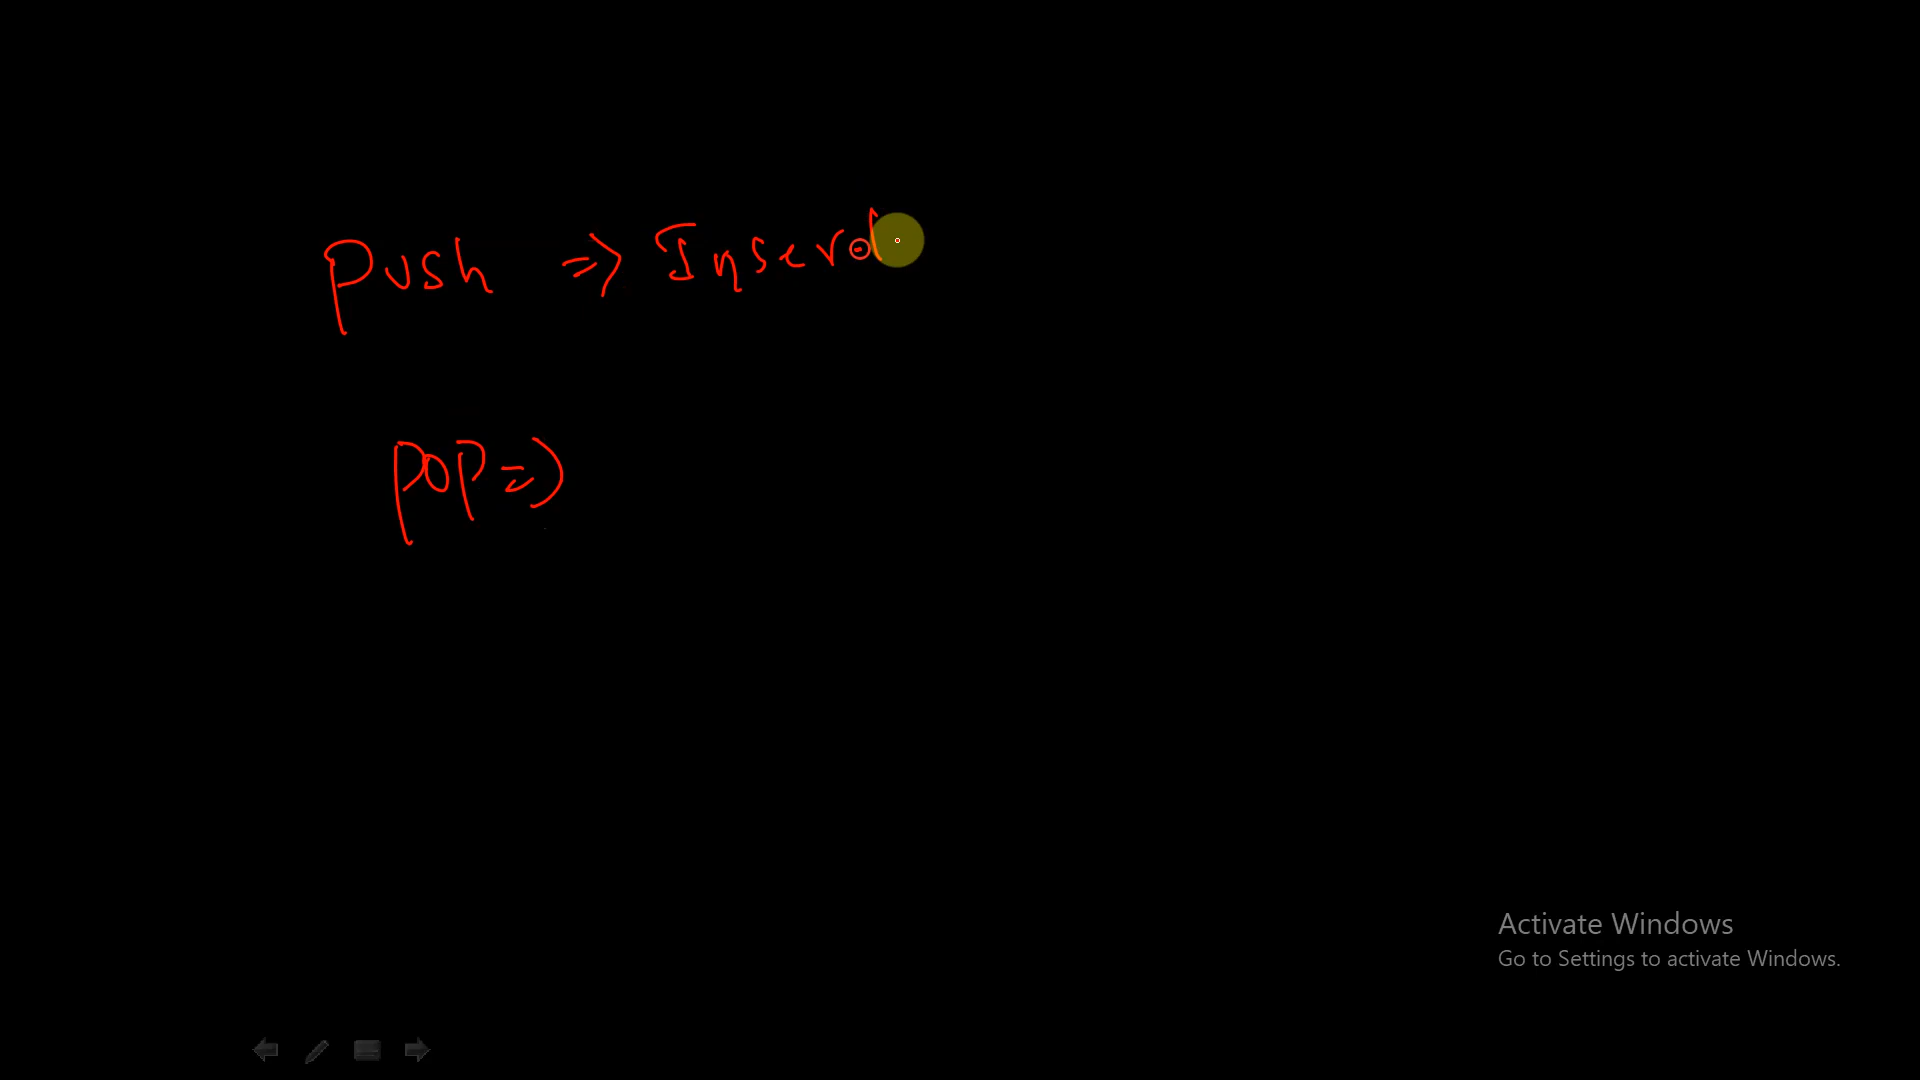 Push => Insert
POP =>
Activate Windows
Go to Settings to activate Windows.